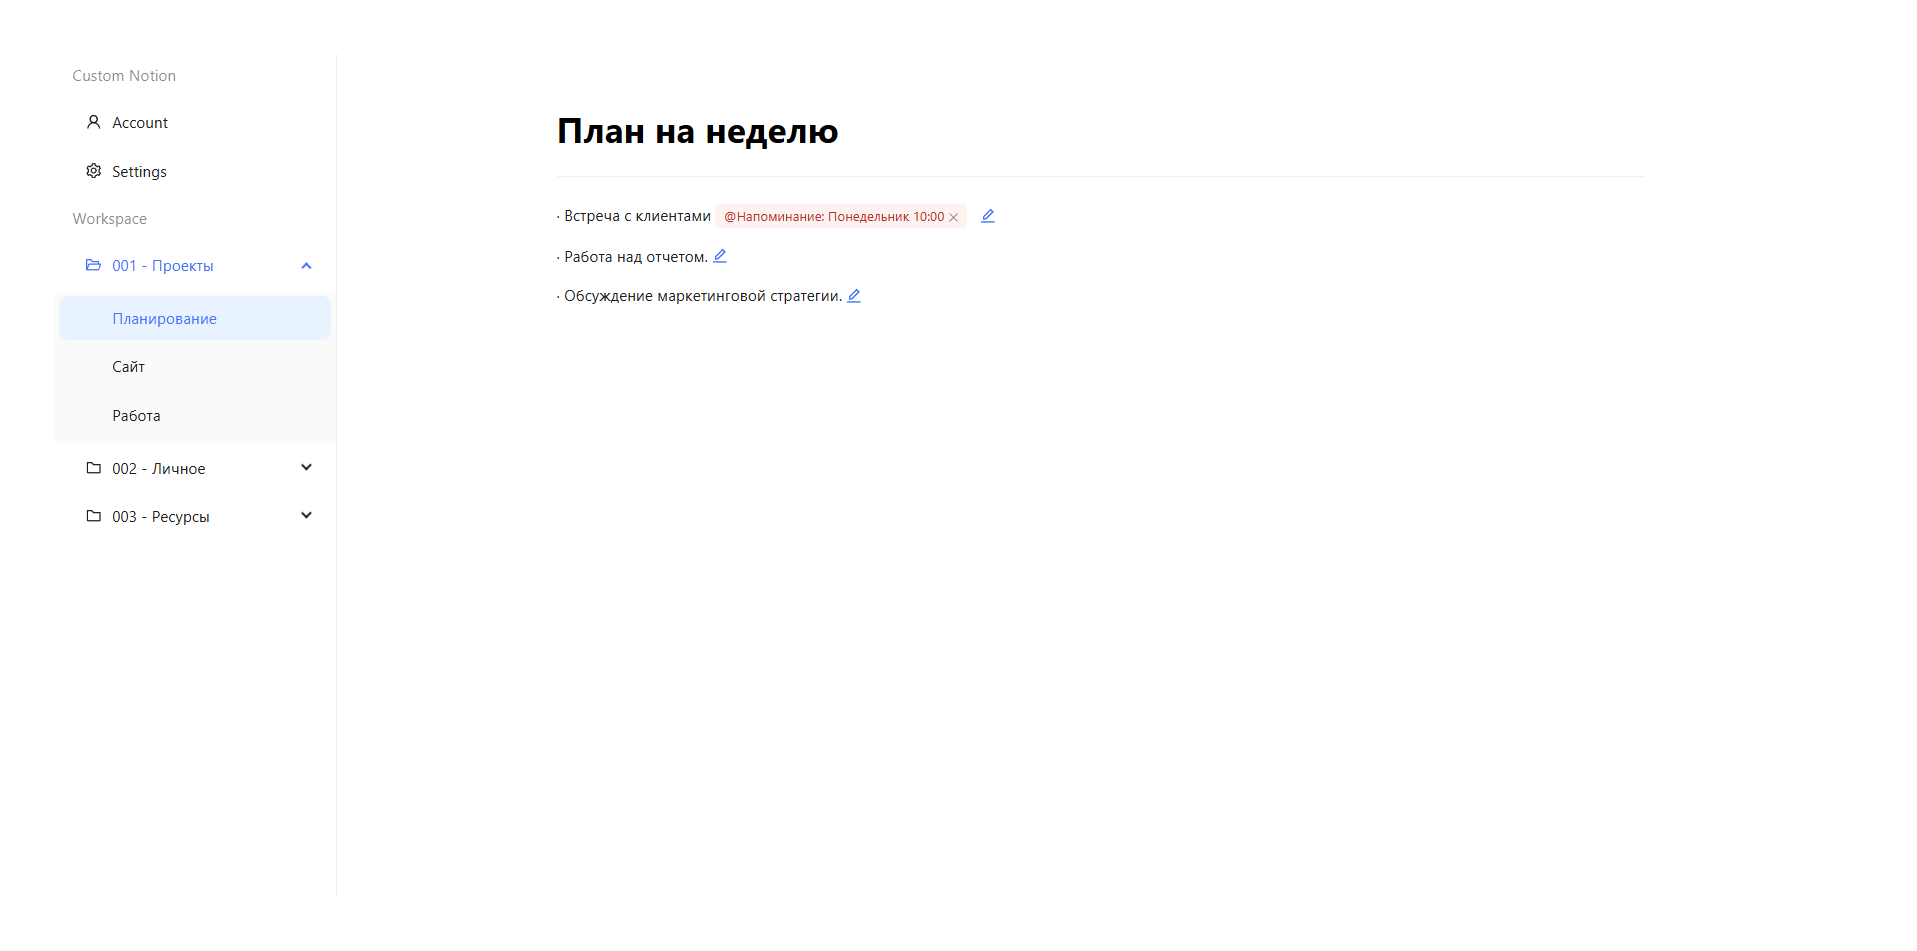 Custom Notion
Account
Settings
Workspace
001 - Проекты
Планирование
Сайт
Работа
002 - Личное
003 - Ресурсы
План на неделю
· Встреча с клиентами @Напоминание: Понедельник 10:00
· Работа над отчетом.
· Обсуждение маркетинговой стратегии.